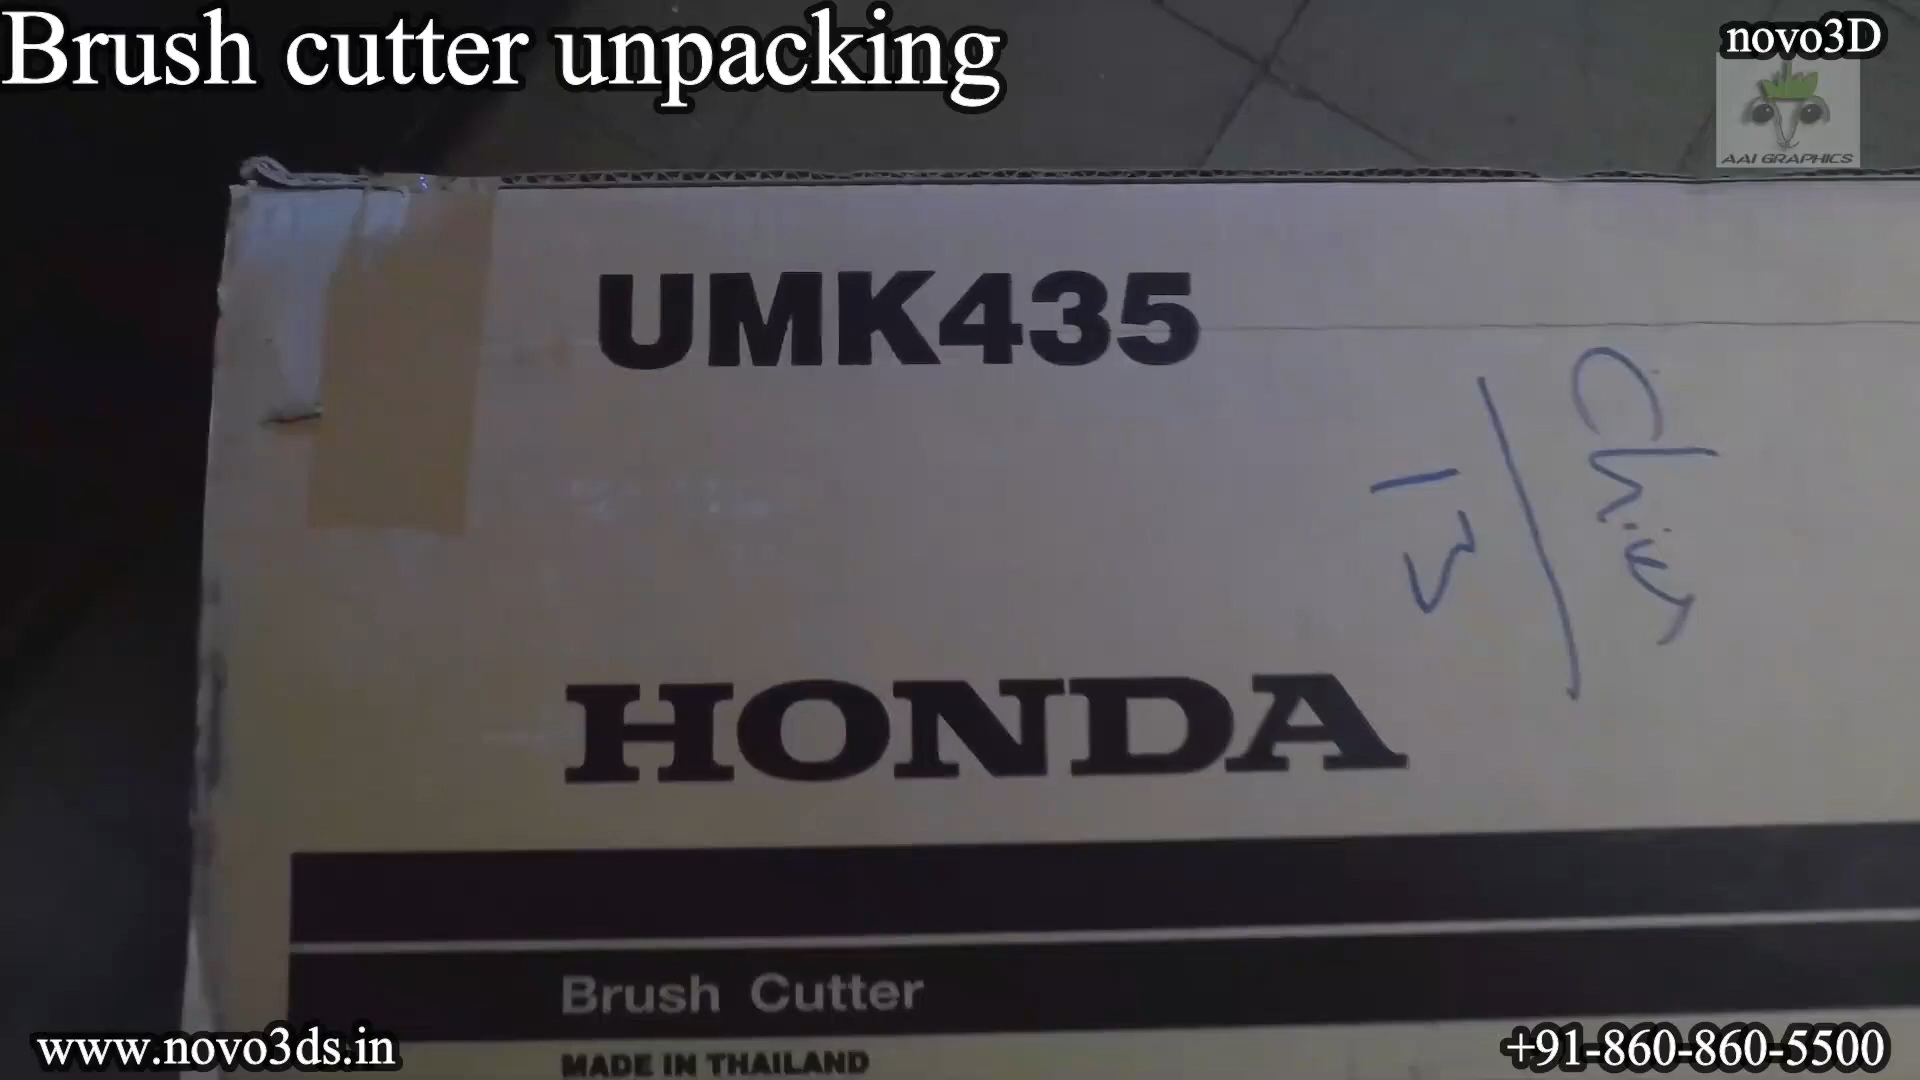 Brush cutter unpacking
novo3D
AAI GRAPHICS
UMK435
HONDA
Brush Cutter
MADE IN THAILAND
www.novo3ds.in
+91-860-860-5500